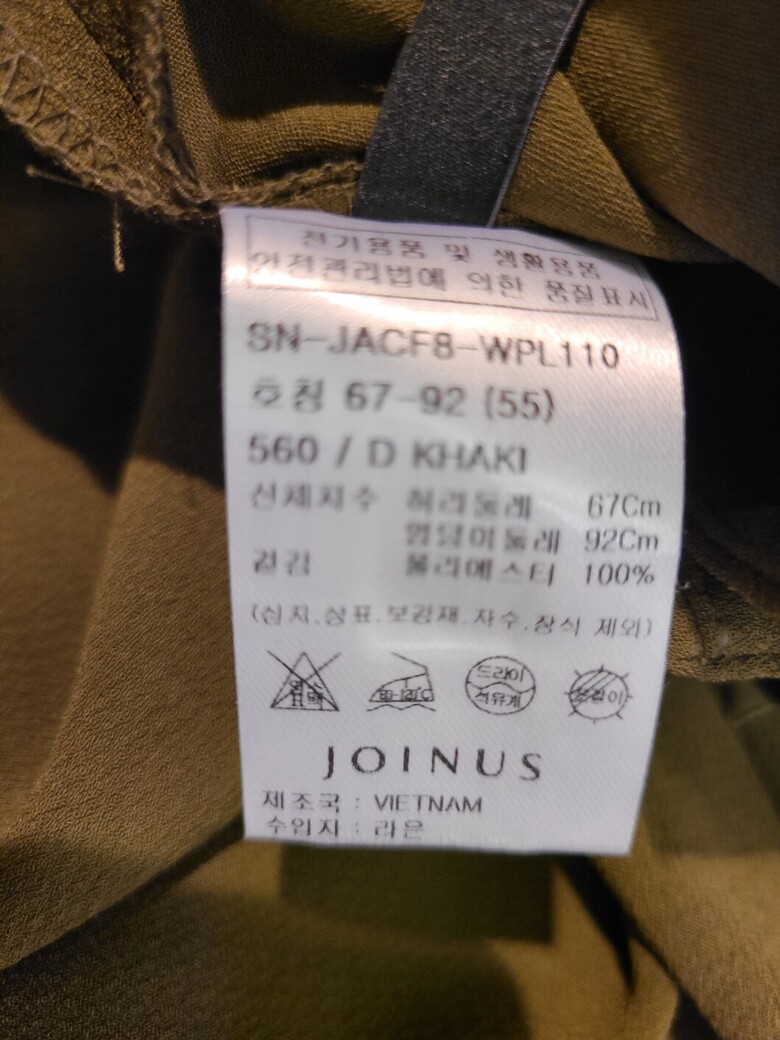 전기용품 및 생활용품
안전관리법에 의한 품질표시
SN-JACF8-WPL110
호칭 67-92 (55)
560 / D KHAKI
신체치수 허리둘레 67Cm
엉덩이둘레 92Cm
겉감 폴리에스터 100%
(심지.상표.보강재.자수.장식 제외)
드라이
석유계
JOINUS
제조국 : VIETNAM
수입자 : 라운